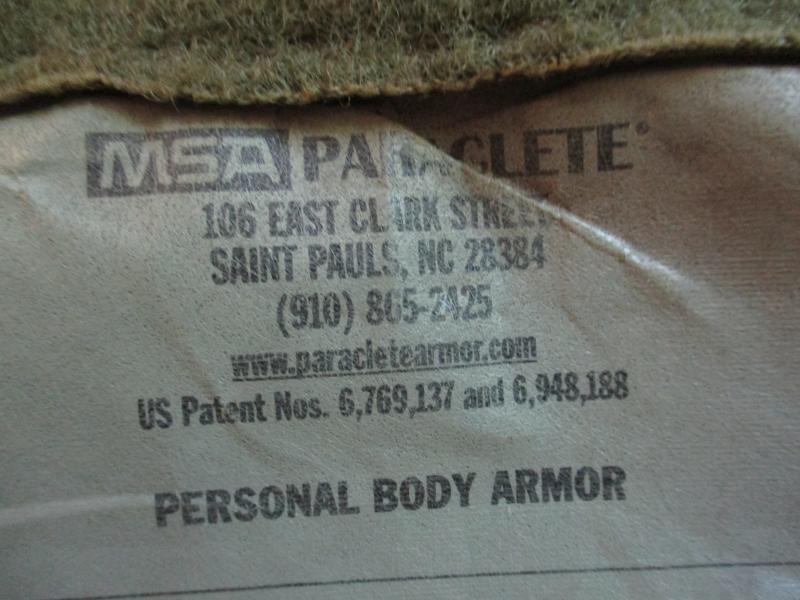 MSA PARACLETE®
106 EAST CLARK STREET
SAINT PAULS, NC 28384
(910) 865-2425
www.paracletearmor.com
US Patent Nos. 6,769,137 and 6,948,188
PERSONAL BODY ARMOR